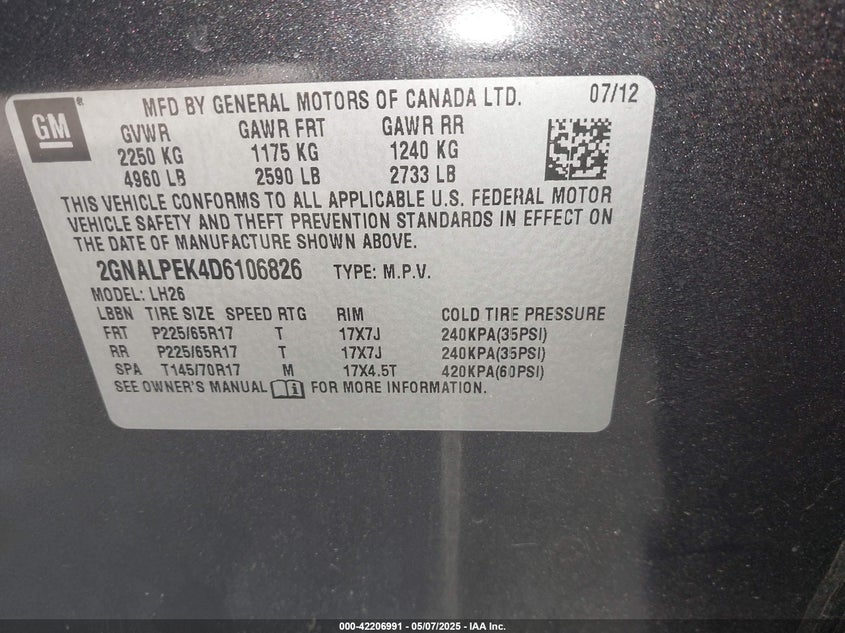 GM®
MFD BY GENERAL MOTORS OF CANADA LTD. 07/12
GVWR GAWR FRT GAWR RR
2250 KG 1175 KG 1240 KG
4960 LB 2590 LB 2733 LB
THIS VEHICLE CONFORMS TO ALL APPLICABLE U.S. FEDERAL MOTOR
VEHICLE SAFETY AND THEFT PREVENTION STANDARDS IN EFFECT ON
THE DATE OF MANUFACTURE SHOWN ABOVE.
2GNALPEK4D6106826 TYPE: M.P.V.
MODEL: LH26
LBBN TIRE SIZE SPEED RTG RIM COLD TIRE PRESSURE
FRT P225/65R17 T 17X7J 240KPA(35PSI)
RR P225/65R17 T 17X7J 240KPA(35PSI)
SPA T145/70R17 M 17X4.5T 420KPA(60PSI)
SEE OWNER'S MANUAL FOR MORE INFORMATION.
000-42206991 - 05/07/2025 - IAA Inc.